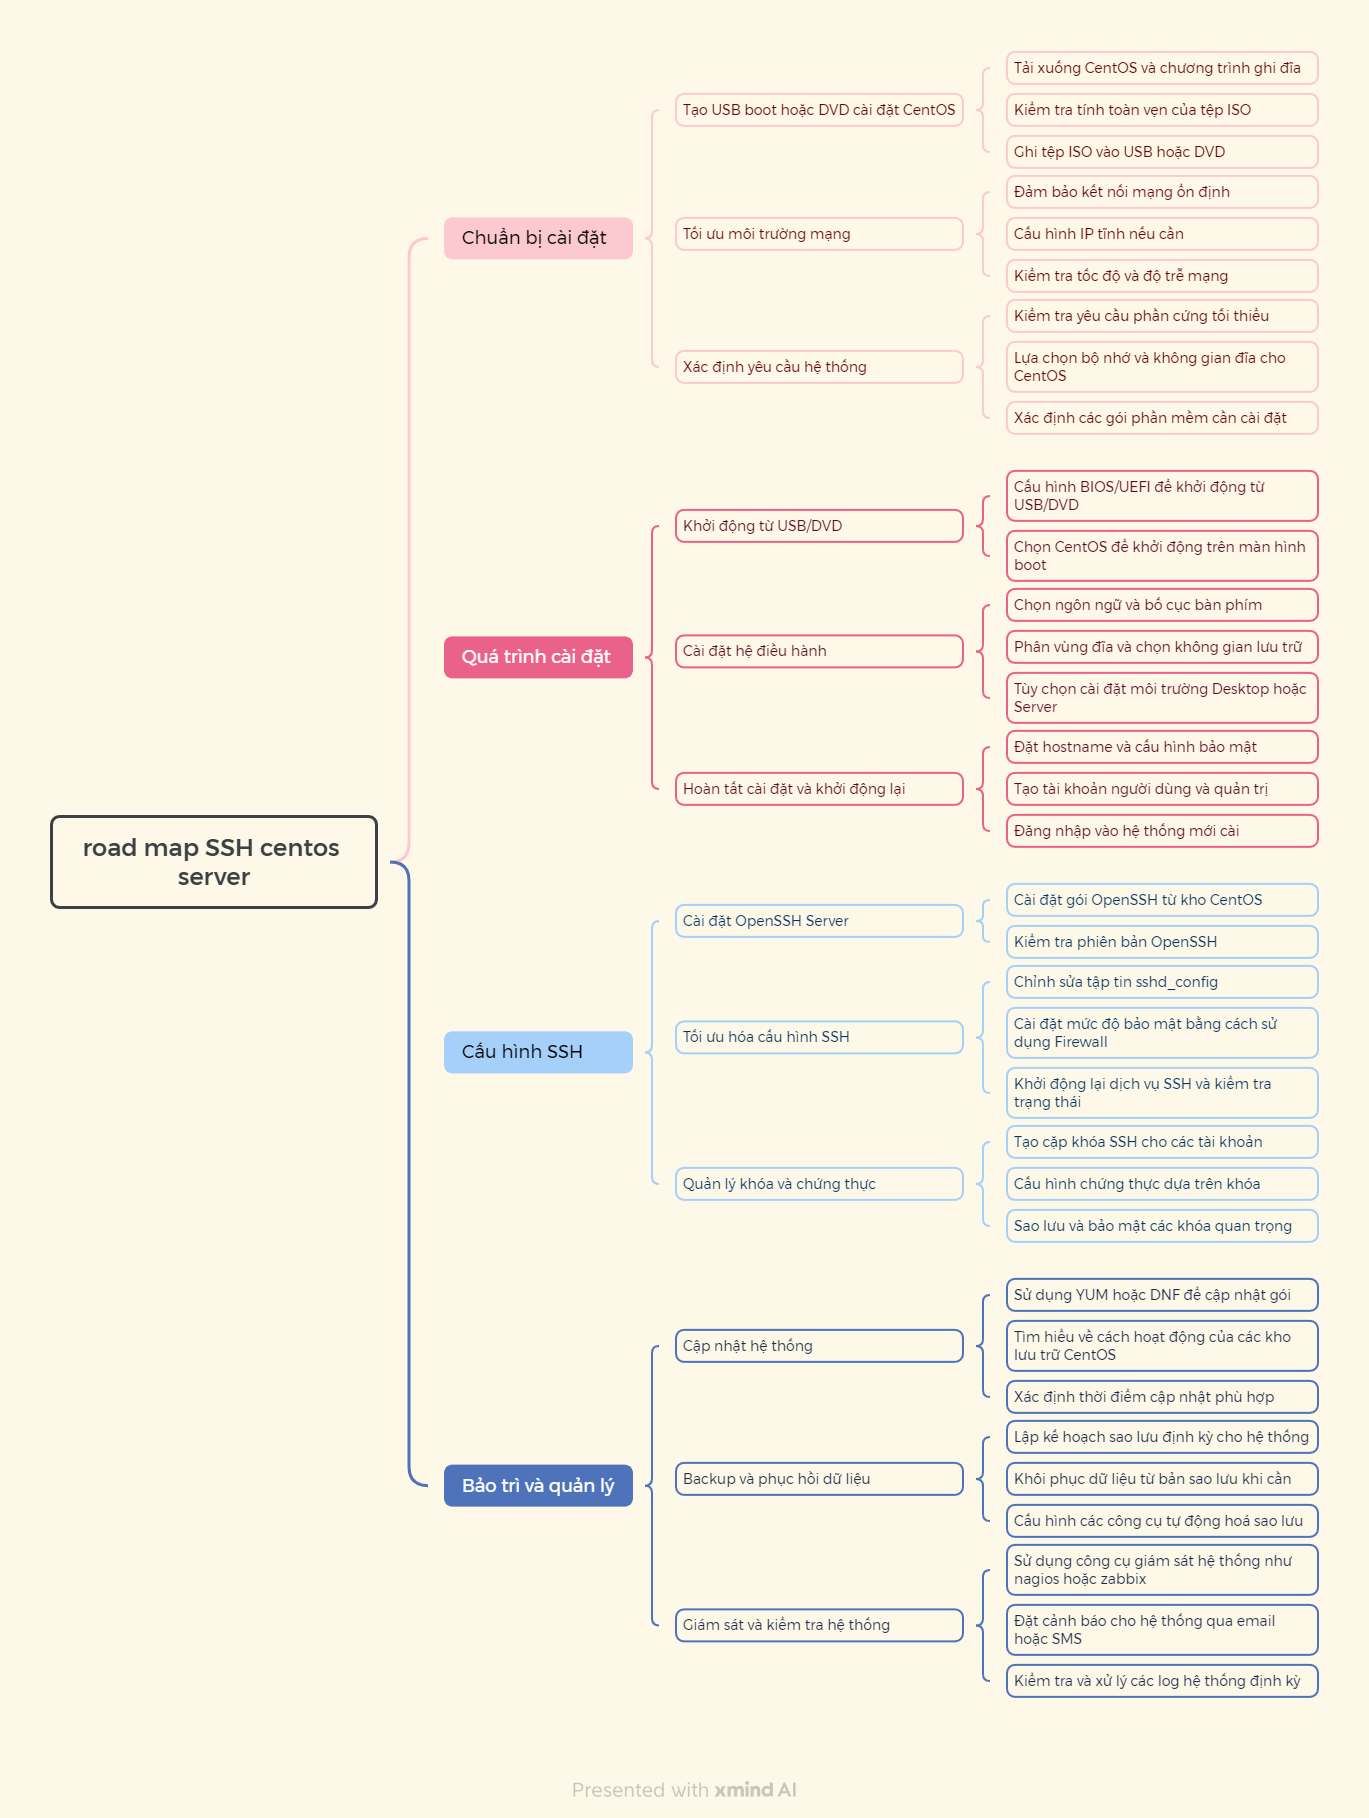 road map SSH centos
server
Chuẩn bị cài đặt
Tạo USB boot hoặc DVD cài đặt CentOS
Tải xuống CentOS và chương trình ghi đĩa
Kiểm tra tính toàn vẹn của tệp ISO
Ghi tệp ISO vào USB hoặc DVD
Tối ưu môi trường mạng
Đảm bảo kết nối mạng ổn định
Cấu hình IP tĩnh nếu cần
Kiểm tra tốc độ và độ trễ mạng
Xác định yêu cầu hệ thống
Kiểm tra yêu cầu phần cứng tối thiểu
Lựa chọn bộ nhớ và không gian đĩa cho
CentOS
Xác định các gói phần mềm cần cài đặt
Quá trình cài đặt
Khởi động từ USB/DVD
Cấu hình BIOS/UEFI để khởi động từ
USB/DVD
Chọn CentOS để khởi động trên màn hình
boot
Cài đặt hệ điều hành
Chọn ngôn ngữ và bố cục bàn phím
Phân vùng đĩa và chọn không gian lưu trữ
Tùy chọn cài đặt môi trường Desktop hoặc
Server
Hoàn tất cài đặt và khởi động lại
Đặt hostname và cấu hình bảo mật
Tạo tài khoản người dùng và quản trị
Đăng nhập vào hệ thống mới cài
Cấu hình SSH
Cài đặt OpenSSH Server
Cài đặt gói OpenSSH từ kho CentOS
Kiểm tra phiên bản OpenSSH
Tối ưu hóa cấu hình SSH
Chỉnh sửa tập tin sshd_config
Cài đặt mức độ bảo mật bằng cách sử
dụng Firewall
Khởi động lại dịch vụ SSH và kiểm tra
trạng thái
Quản lý khóa và chứng thực
Tạo cặp khóa SSH cho các tài khoản
Cấu hình chứng thực dựa trên khóa
Sao lưu và bảo mật các khóa quan trọng
Bảo trì và quản lý
Cập nhật hệ thống
Sử dụng YUM hoặc DNF để cập nhật gói
Tìm hiểu về cách hoạt động của các kho
lưu trữ CentOS
Xác định thời điểm cập nhật phù hợp
Backup và phục hồi dữ liệu
Lập kế hoạch sao lưu định kỳ cho hệ thống
Khôi phục dữ liệu từ bản sao lưu khi cần
Cấu hình các công cụ tự động hoá sao lưu
Giám sát và kiểm tra hệ thống
Sử dụng công cụ giám sát hệ thống như
nagios hoặc zabbix
Đặt cảnh báo cho hệ thống qua email
hoặc SMS
Kiểm tra và xử lý các log hệ thống định kỳ
Presented with xmind AI